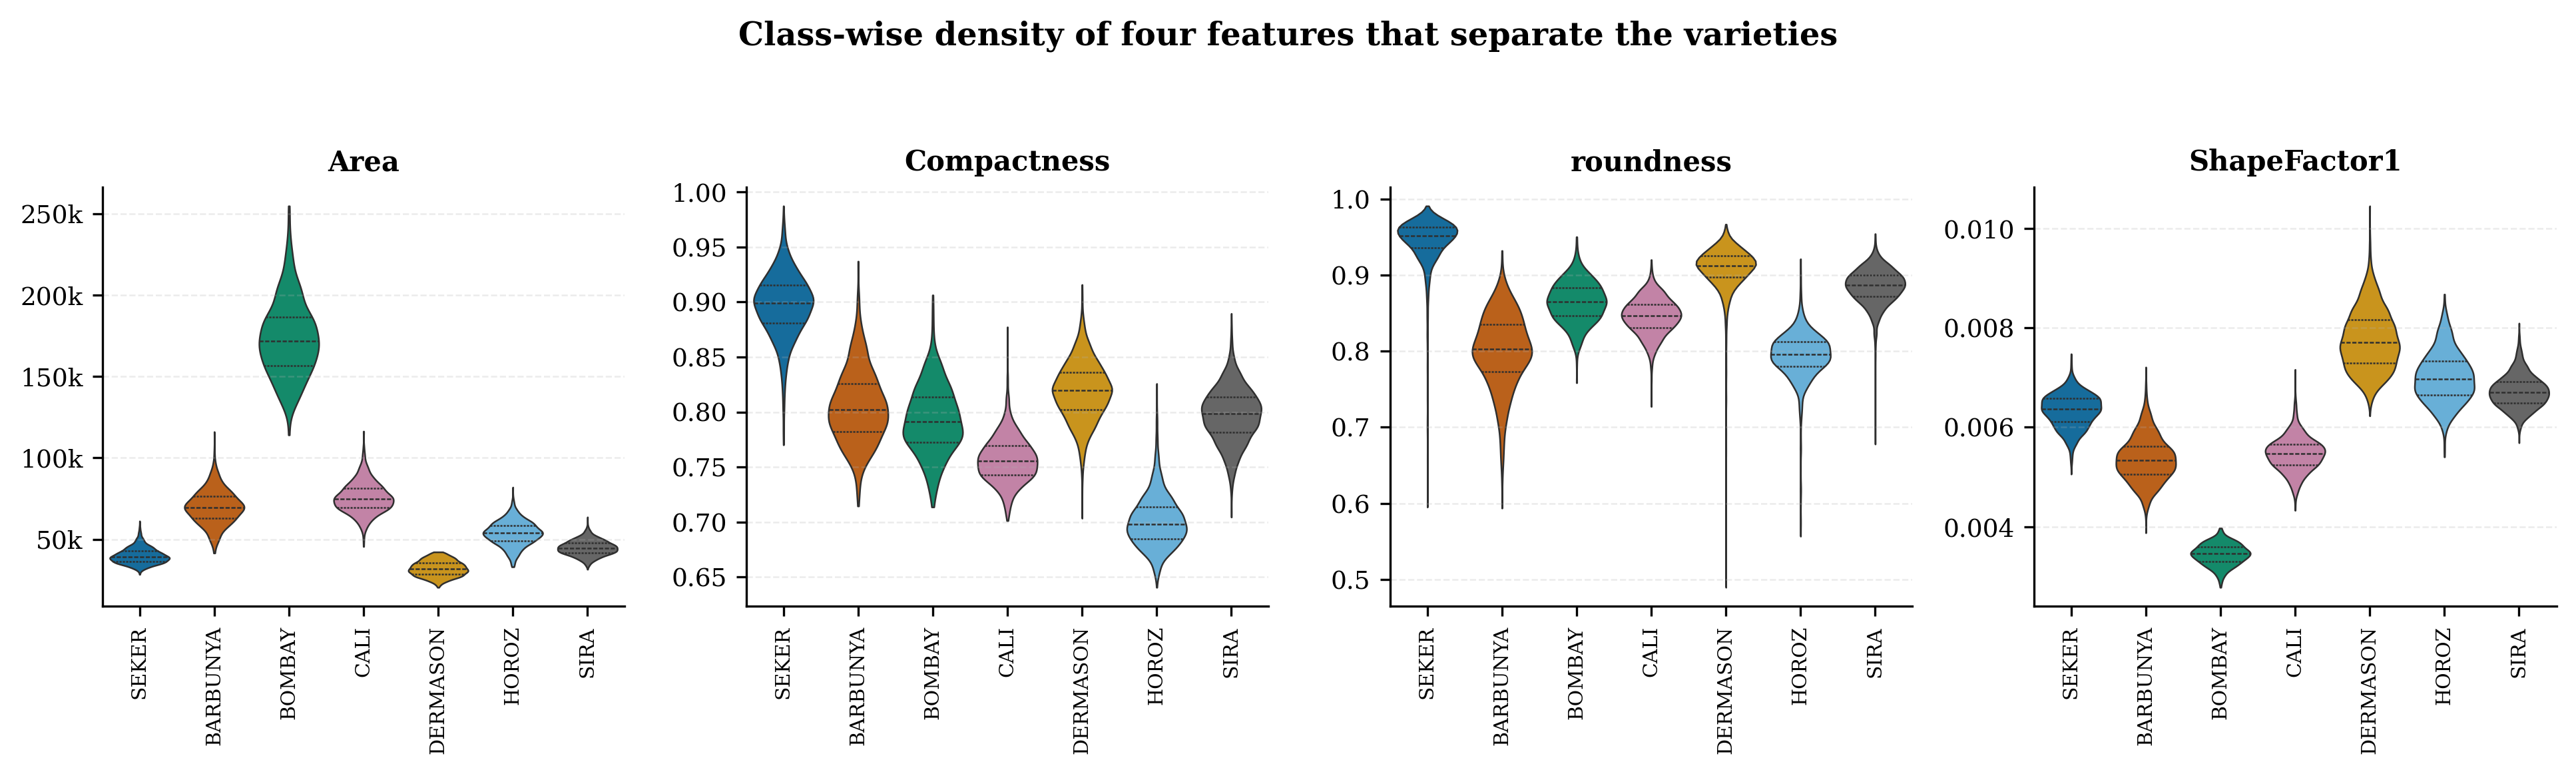 Class-wise density of four features that separate the varieties
Area
250k
200k
150k
100k
50k
SEKER
BARBUNYA
BOMBAY
CALI
DERMASON
HOROZ
SIRA
Compactness
1.00
0.95
0.90
0.85
0.80
0.75
0.70
0.65
SEKER
BARBUNYA
BOMBAY
CALI
DERMASON
HOROZ
SIRA
roundness
1.0
0.9
0.8
0.7
0.6
0.5
SEKER
BARBUNYA
BOMBAY
CALI
DERMASON
HOROZ
SIRA
ShapeFactor1
0.010
0.008
0.006
0.004
SEKER
BARBUNYA
BOMBAY
CALI
DERMASON
HOROZ
SIRA